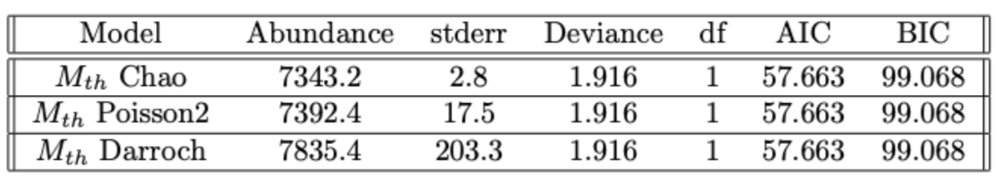 Model Abundance stderr Deviance df AIC BIC
M_{th} Chao 7343.2 2.8 1.916 1 57.663 99.068
M_{th} Poisson2 7392.4 17.5 1.916 1 57.663 99.068
M_{th} Darroch 7835.4 203.3 1.916 1 57.663 99.068